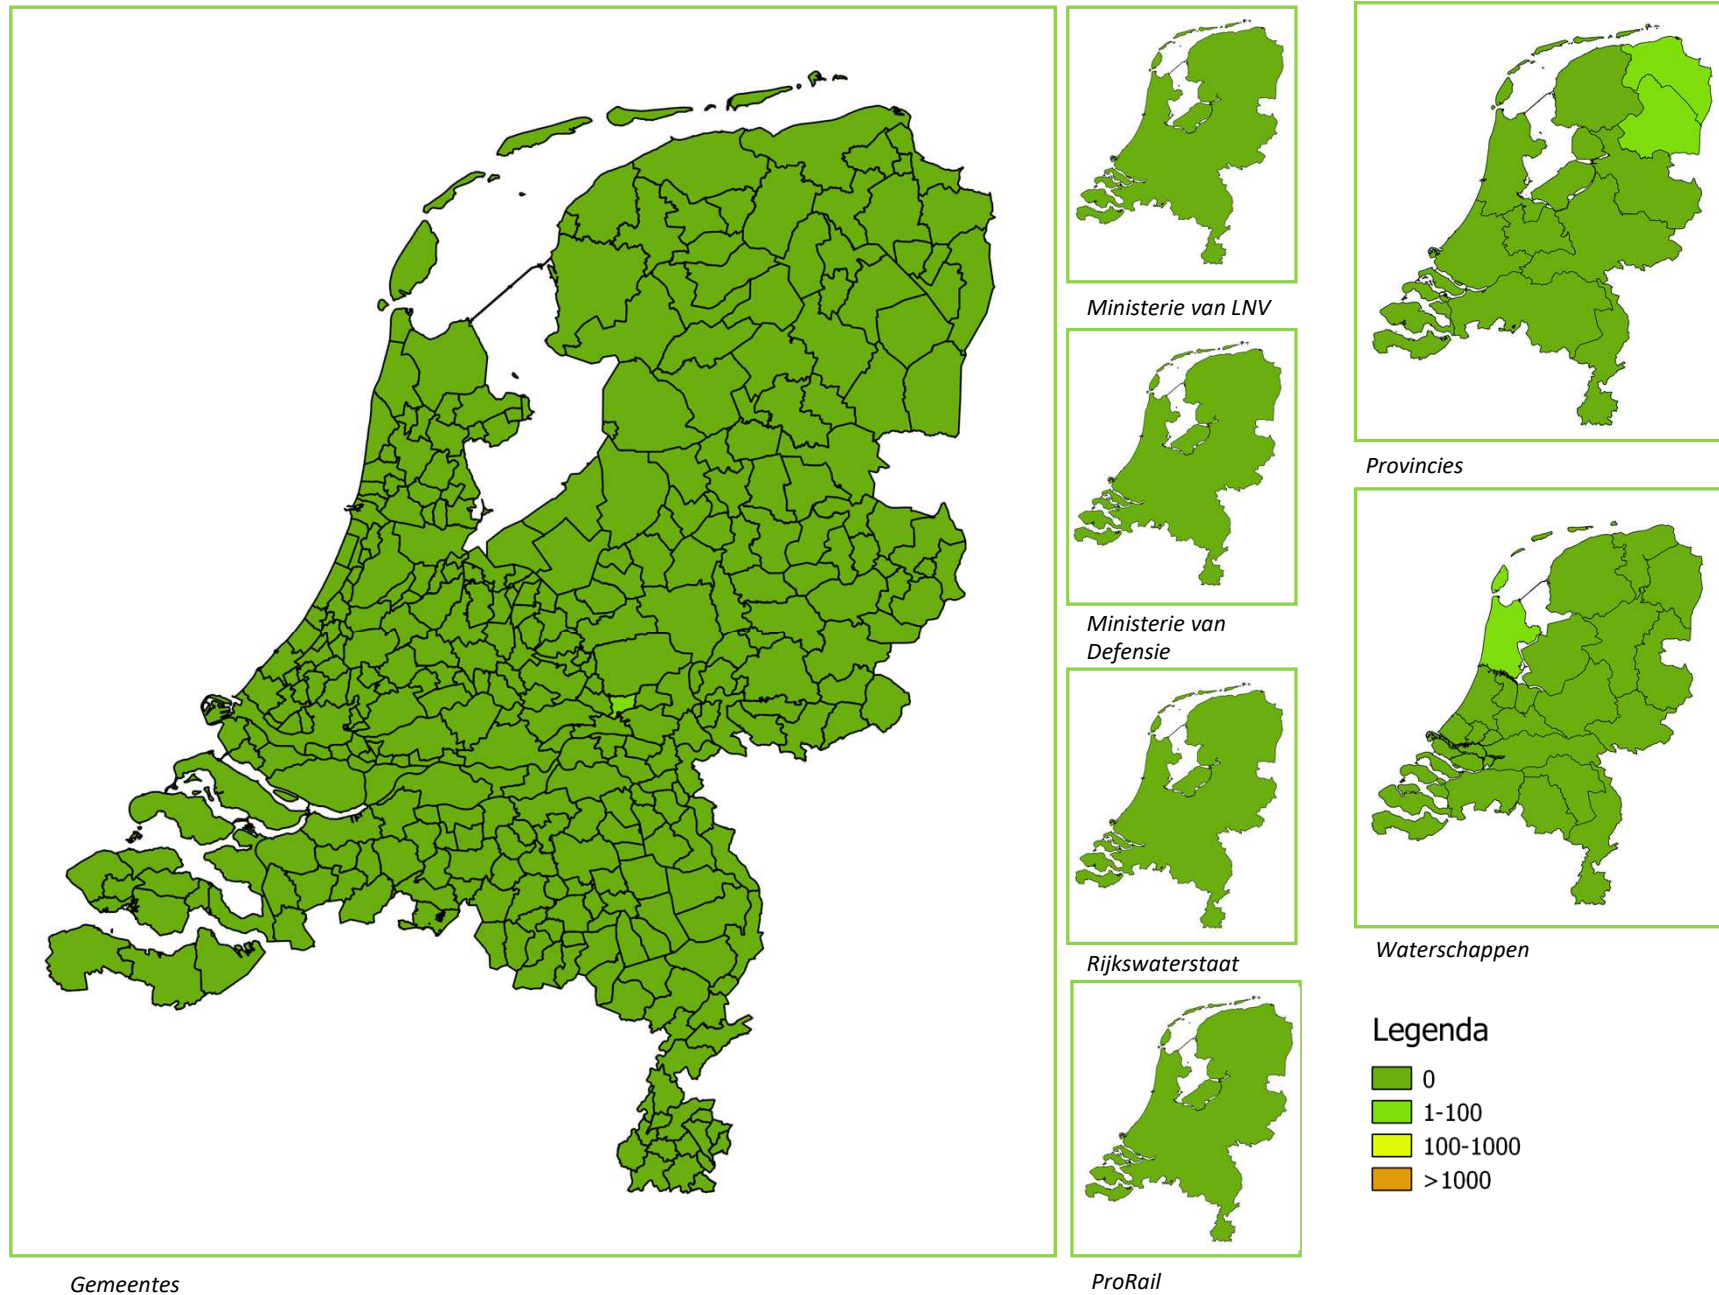 Gemeentes
Ministerie van LNV
Ministerie van
Defensie
Rijkswaterstaat
ProRail
Provincies
Waterschappen
Legenda
0
1-100
100-1000
>1000